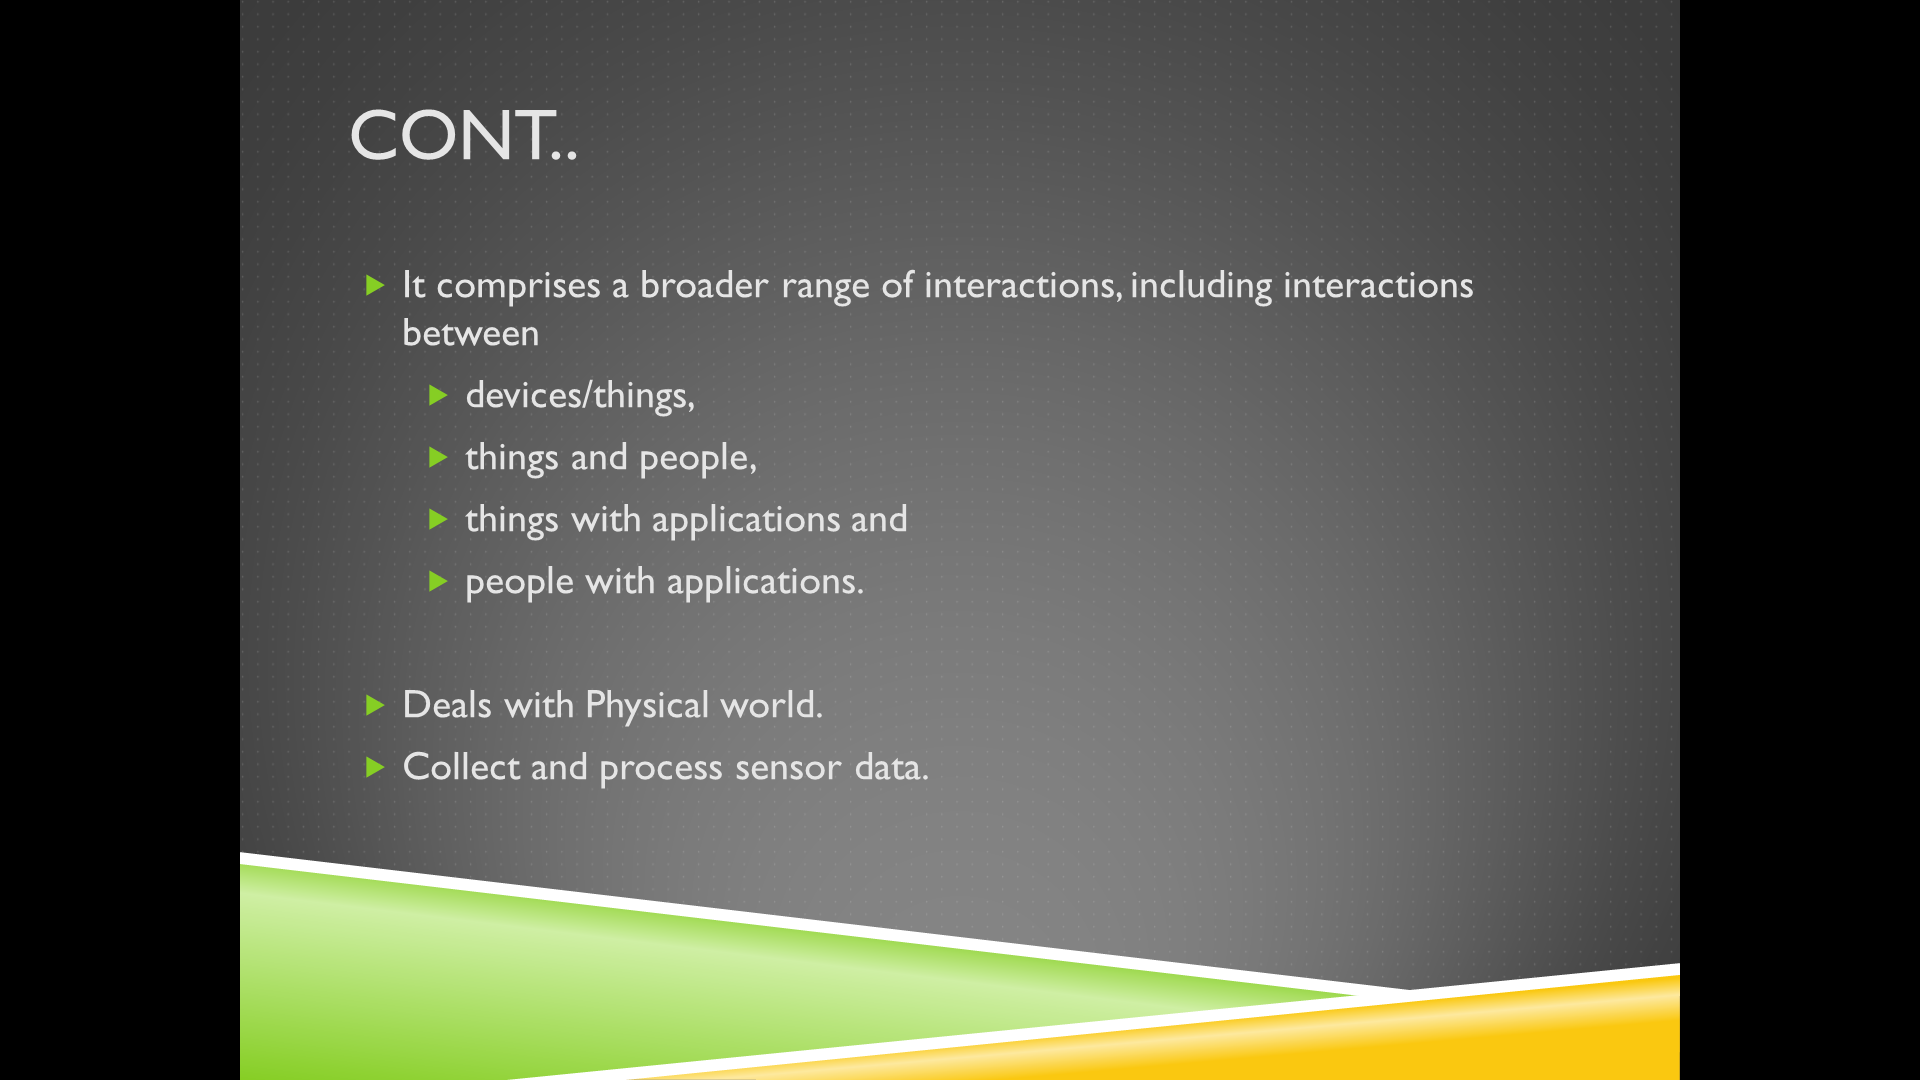 CONT..
It comprises a broader range of interactions, including interactions
between
devices/things,
things and people,
things with applications and
people with applications.
Deals with Physical world.
Collect and process sensor data.